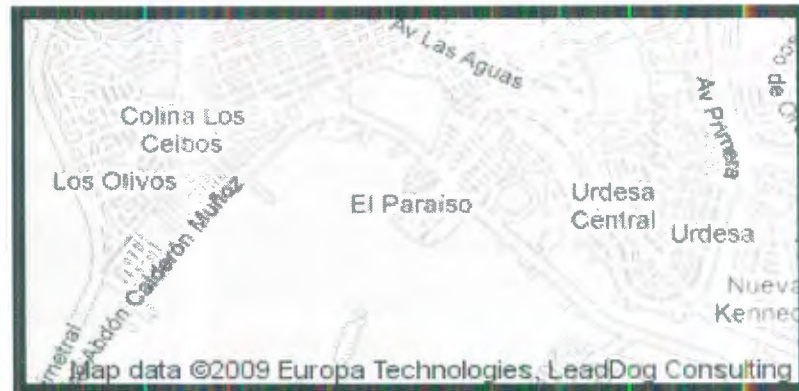 Av Las Aguas
de
Av Primera
Colina Los
Ceibos
Los Olivos
Abdón Calderón Muñoz
El Paraiso
Urdesa
Central
Urdesa
Nueva
Kenned
Map data ©2009 Europa Technologies, LeadDog Consulting